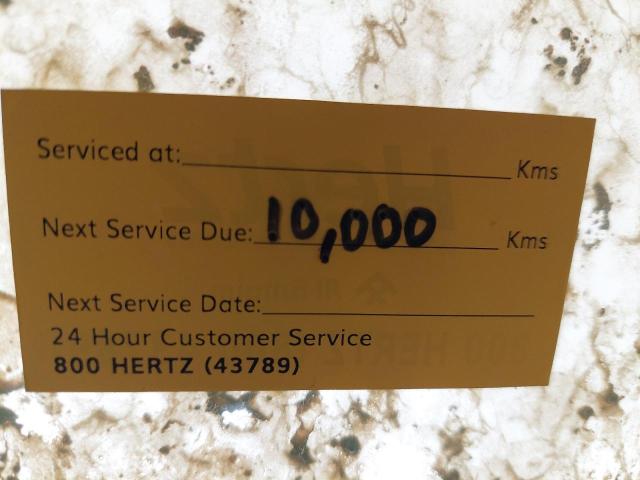 Serviced at: Kms
Next Service Due: 10,000 Kms
Next Service Date:
24 Hour Customer Service
800 HERTZ (43789)